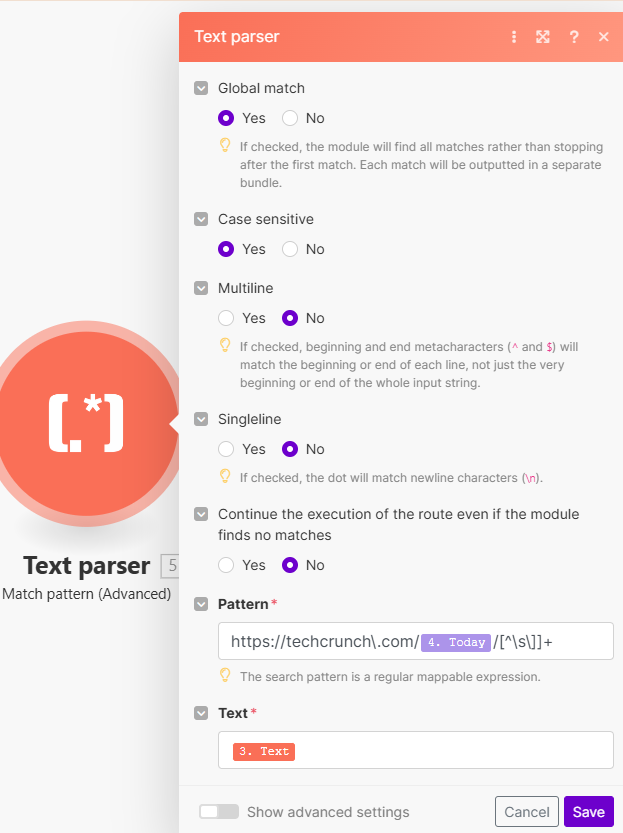 Text parser
?
Global match
Yes No
If checked, the module will find all matches rather than stopping
after the first match. Each match will be outputted in a separate
bundle.
Case sensitive
Yes No
Multiline
Yes No
If checked, beginning and end metacharacters (^ and $) will
match the beginning or end of each line, not just the very
beginning or end of the whole input string.
Singleline
Yes No
If checked, the dot will match newline characters (\n).
Continue the execution of the route even if the module
finds no matches
Yes No
Pattern *
https://techcrunch\.com/ 4. Today /[^\s\]]+
The search pattern is a regular mappable expression.
Text *
3. Text
Show advanced settings
Cancel Save
[.*]
Text parser 5
Match pattern (Advanced)